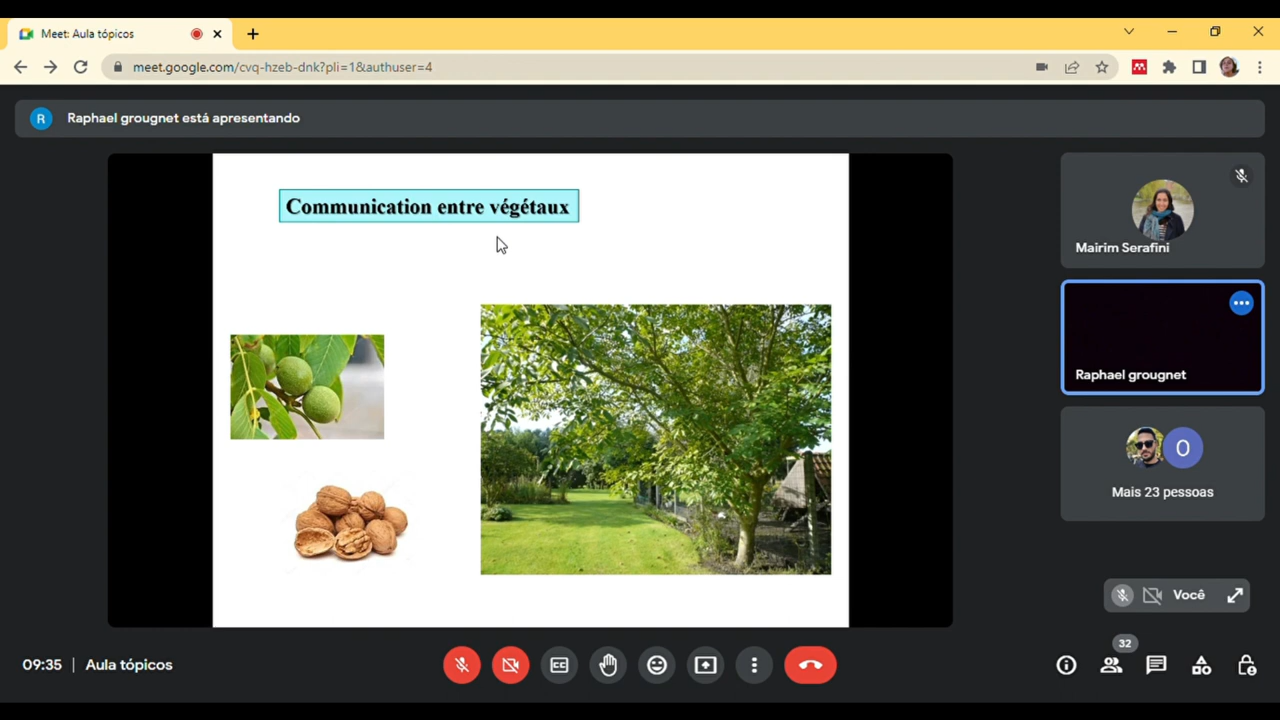 Meet: Aula tópicos
meet.google.com/cvq-hzeb-dnk?pli=1&authuser=4
R
Raphael grougnet está apresentando
Communication entre végétaux
Mairim Serafini
Raphael grougnet
O
Mais 23 pessoas
Você
32
09:35 | Aula tópicos